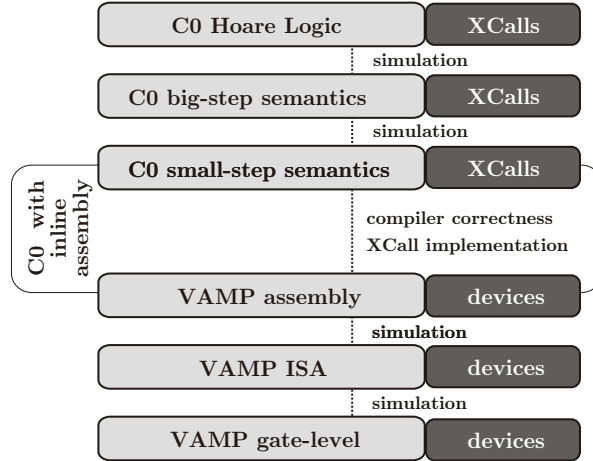 C0 Hoare Logic XCalls
simulation
C0 big-step semantics XCalls
simulation
C0 small-step semantics XCalls
C0 with
inline
assembly
compiler correctness
XCall implementation
VAMP assembly devices
simulation
VAMP ISA devices
simulation
VAMP gate-level devices